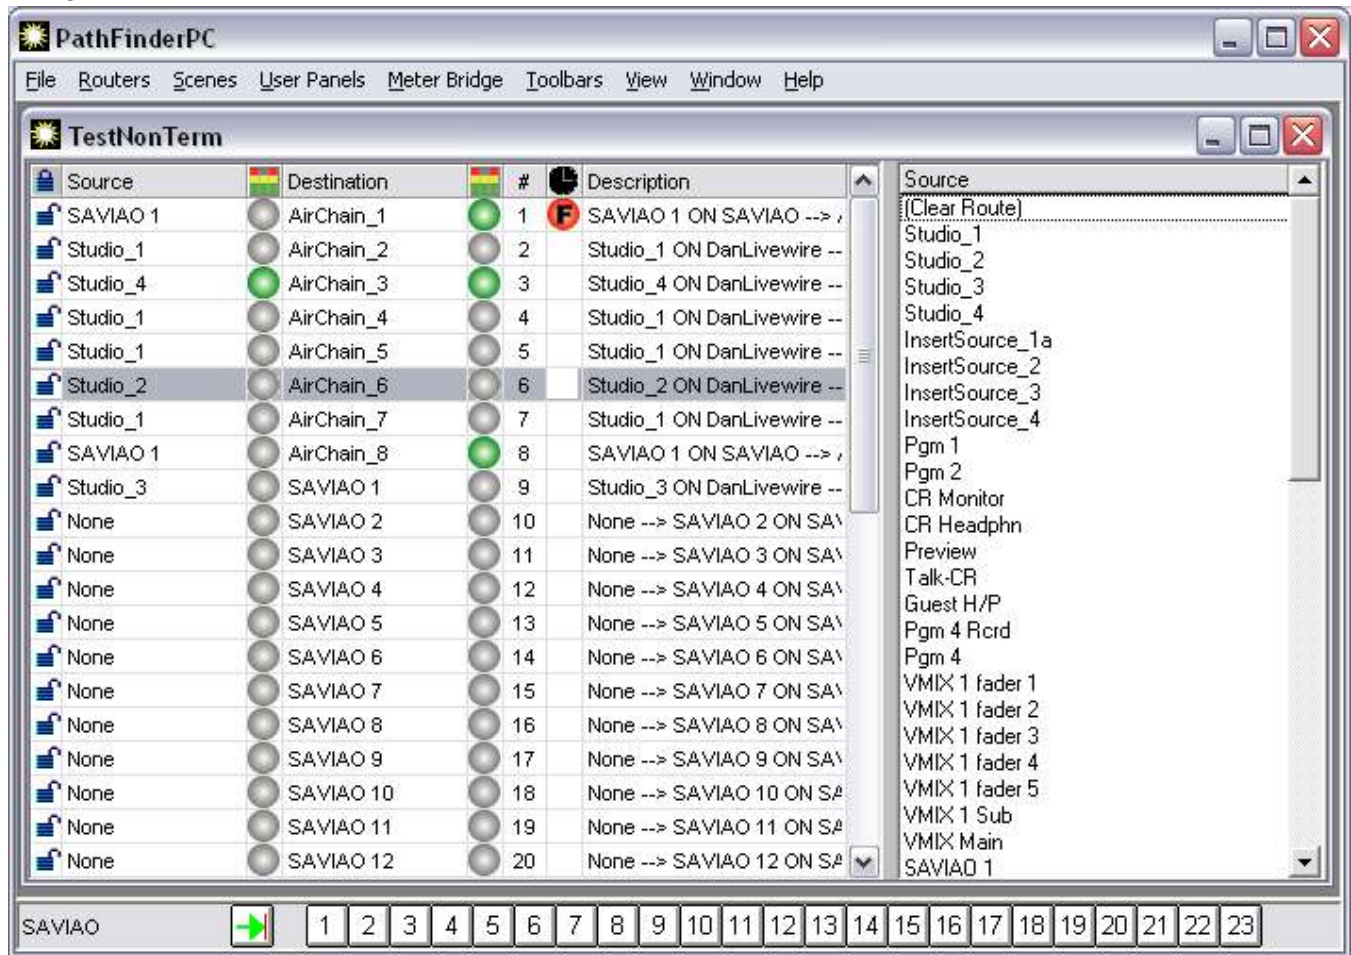 PathFinderPC
File Routers Scenes User Panels Meter Bridge Toolbars View Window Help
TestNonTerm
Source Destination # Description
SAVIAO 1 AirChain_1 1 F SAVIAO 1 ON SAVIAO -->
Studio_1 AirChain_2 2 Studio_1 ON DanLivewire --
Studio_4 AirChain_3 3 Studio_4 ON DanLivewire --
Studio_1 AirChain_4 4 Studio_1 ON DanLivewire --
Studio_1 AirChain_5 5 Studio_1 ON DanLivewire --
Studio_2 AirChain_6 6 Studio_2 ON DanLivewire --
Studio_1 AirChain_7 7 Studio_1 ON DanLivewire --
SAVIAO 1 AirChain_8 8 SAVIAO 1 ON SAVIAO -->
Studio_3 SAVIAO 1 9 Studio_3 ON DanLivewire --
None SAVIAO 2 10 None --> SAVIAO 2 ON SA
None SAVIAO 3 11 None --> SAVIAO 3 ON SA
None SAVIAO 4 12 None --> SAVIAO 4 ON SA
None SAVIAO 5 13 None --> SAVIAO 5 ON SA
None SAVIAO 6 14 None --> SAVIAO 6 ON SA
None SAVIAO 7 15 None --> SAVIAO 7 ON SA
None SAVIAO 8 16 None --> SAVIAO 8 ON SA
None SAVIAO 9 17 None --> SAVIAO 9 ON SA
None SAVIAO 10 18 None --> SAVIAO 10 ON SA
None SAVIAO 11 19 None --> SAVIAO 11 ON SA
None SAVIAO 12 20 None --> SAVIAO 12 ON SA
Source
(Clear Route)
Studio_1
Studio_2
Studio_3
Studio_4
InsertSource_1a
InsertSource_2
InsertSource_3
InsertSource_4
Pgm 1
Pgm 2
CR Monitor
CR Headphn
Preview
Talk-CR
Guest H/P
Pgm 4 Rcrd
Pgm 4
VMIX 1 fader 1
VMIX 1 fader 2
VMIX 1 fader 3
VMIX 1 fader 4
VMIX 1 fader 5
VMIX 1 Sub
VMIX Main
SAVIAO 1
SAVIAO 1 2 3 4 5 6 7 8 9 10 11 12 13 14 15 16 17 18 19 20 21 22 23